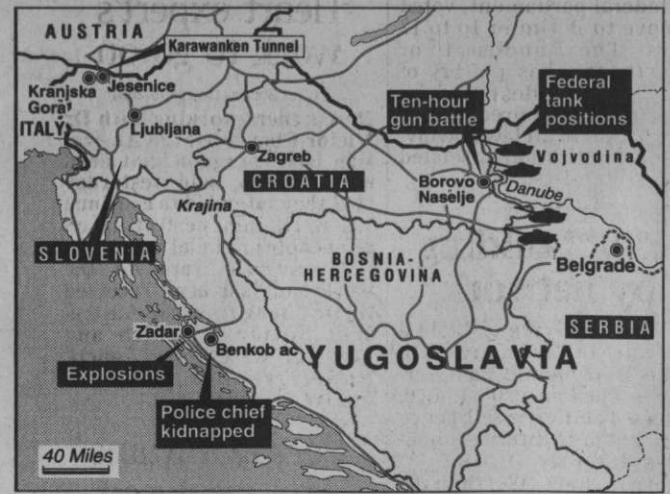 AUSTRIA
Karawanken Tunnel
Kranjska
Gora
Jesenice
ITALY
Ljubljana
Zagreb
Ten-hour
gun battle
Federal
tank
positions
Vojvodina
CROATIA
Borovo
Naselje
Danube
Krajina
SLOVENIA
BOSNIA-
HERCEGOVINA
Belgrade
SERBIA
Zadar
Benkob ac
YUGOSLAVIA
Explosions
Police chief
kidnapped
40 Miles